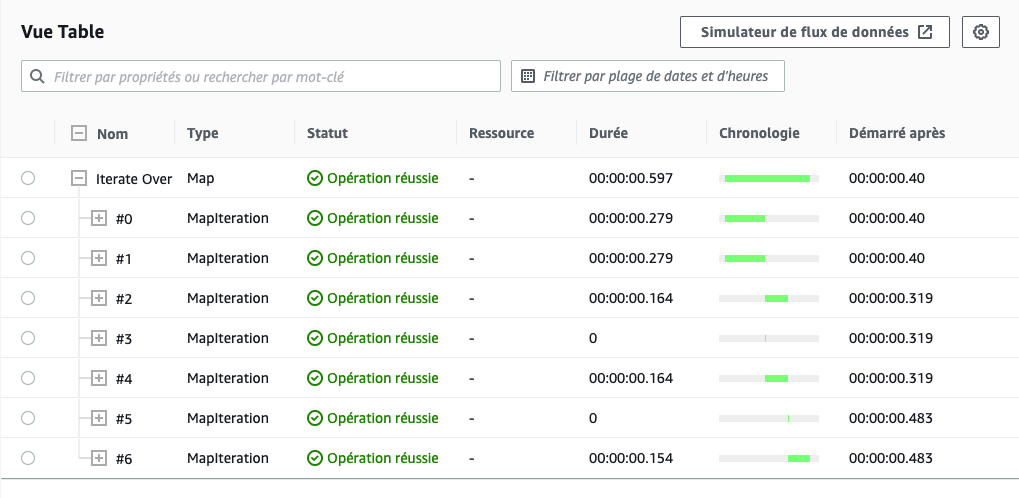 Vue Table
Simulateur de flux de données
Filtrer par propriétés ou rechercher par mot-clé
Filtrer par plage de dates et d'heures
Nom Type Statut Ressource Durée Chronologie Démarré après
Iterate Over Map Opération réussie - 00:00:00.597 00:00:00.40
#0 MapIteration Opération réussie - 00:00:00.279 00:00:00.40
#1 MapIteration Opération réussie - 00:00:00.279 00:00:00.40
#2 MapIteration Opération réussie - 00:00:00.164 00:00:00.319
#3 MapIteration Opération réussie - 0 00:00:00.319
#4 MapIteration Opération réussie - 00:00:00.164 00:00:00.319
#5 MapIteration Opération réussie - 0 00:00:00.483
#6 MapIteration Opération réussie - 00:00:00.154 00:00:00.483